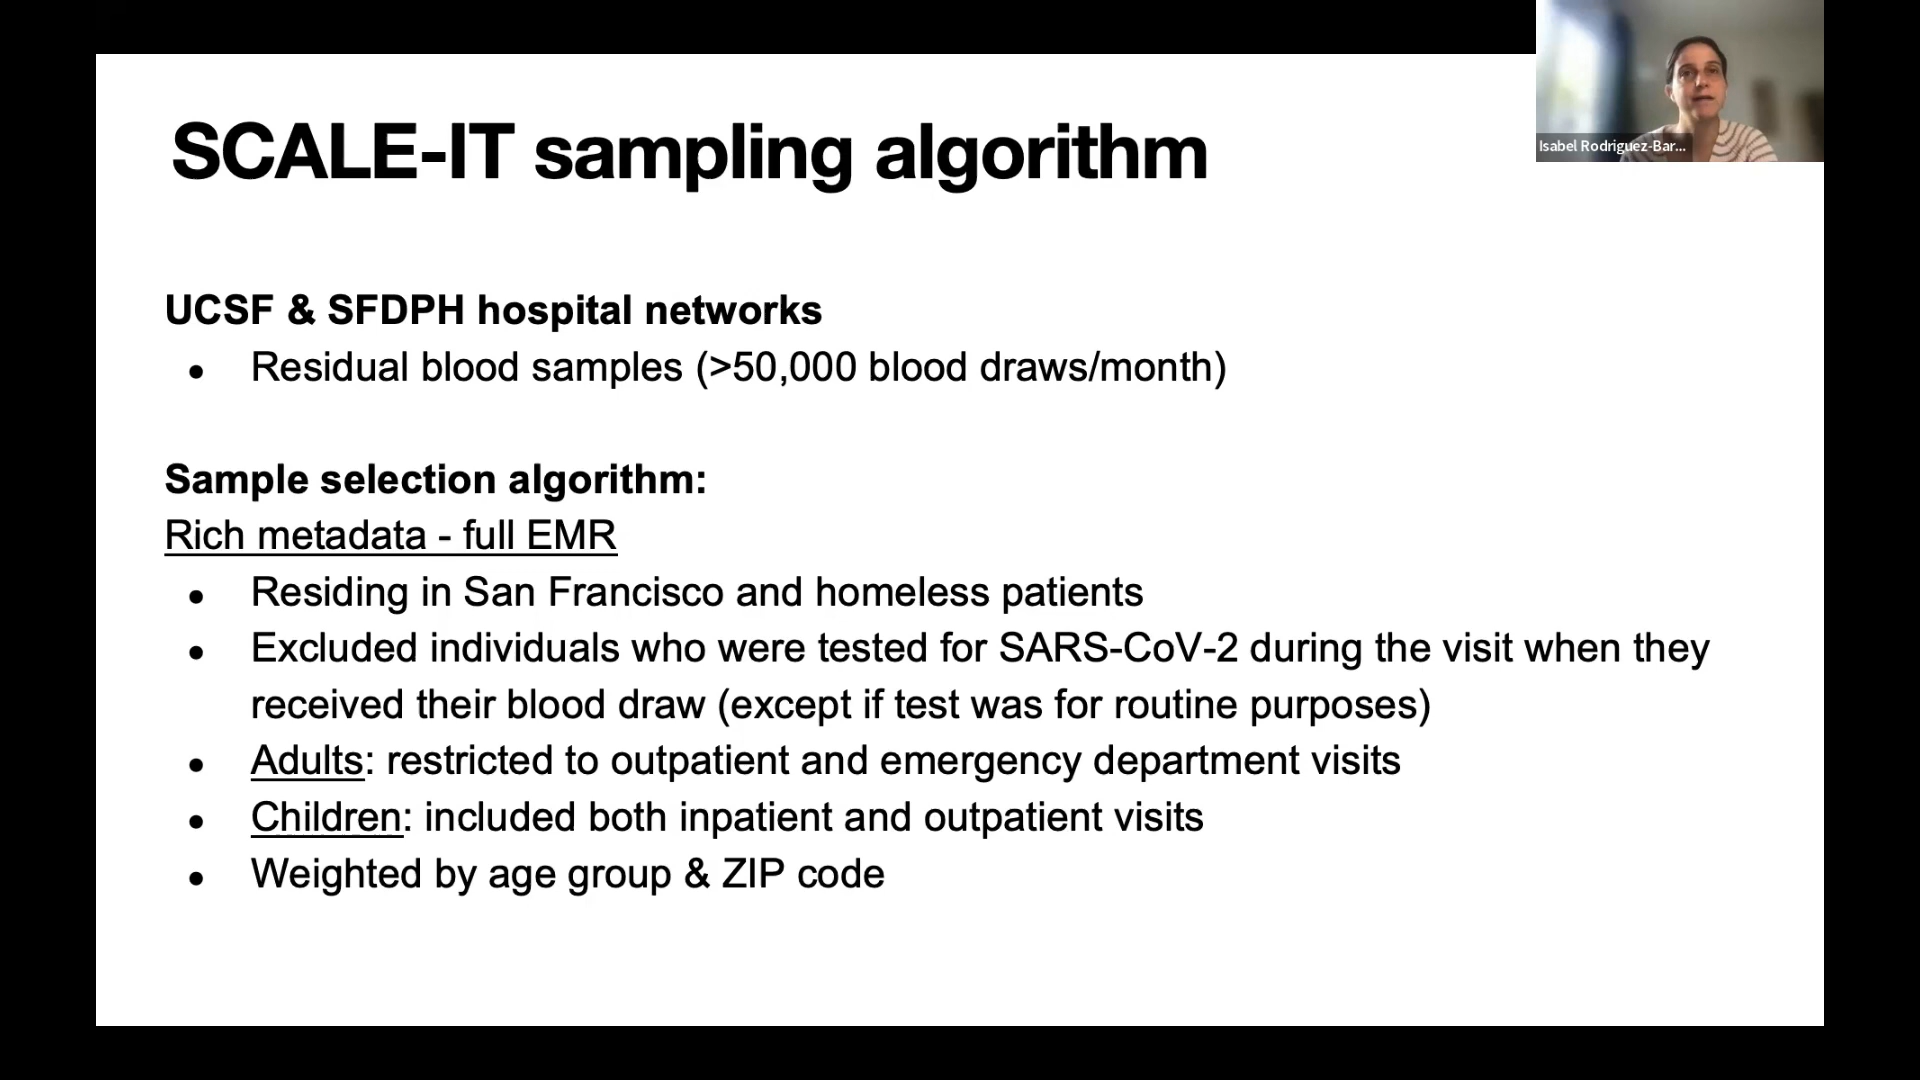 SCALE-IT sampling algorithm
Isabel Rodriguez-Bar...
UCSF & SFDPH hospital networks
● Residual blood samples (>50,000 blood draws/month)
Sample selection algorithm:
Rich metadata - full EMR
● Residing in San Francisco and homeless patients
● Excluded individuals who were tested for SARS-CoV-2 during the visit when they
received their blood draw (except if test was for routine purposes)
● Adults: restricted to outpatient and emergency department visits
● Children: included both inpatient and outpatient visits
● Weighted by age group & ZIP code